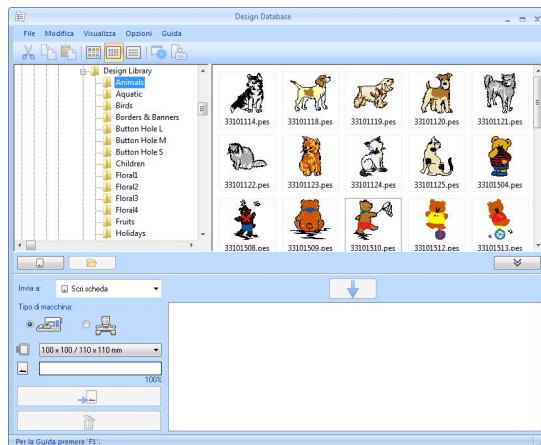 Design Database
File Modifica Visualizza Opzioni Guida
Design Library
Animals
Aquatic
Birds
Borders & Banners
Button Hole L
Button Hole M
Button Hole S
Children
Floral1
Floral2
Floral3
Floral4
Fruits
Holidays
33101114.pes 33101118.pes 33101119.pes 33101120.pes 33101121.pes
33101122.pes 33101123.pes 33101124.pes 33101125.pes 33101504.pes
33101508.pes 33101509.pes 33101510.pes 33101512.pes 33101513.pes
Invia a: Scri.scheda
Tipo di macchina:
100 x 100 / 110 x 110 mm
100%
Per la Guida premere 'F1'.